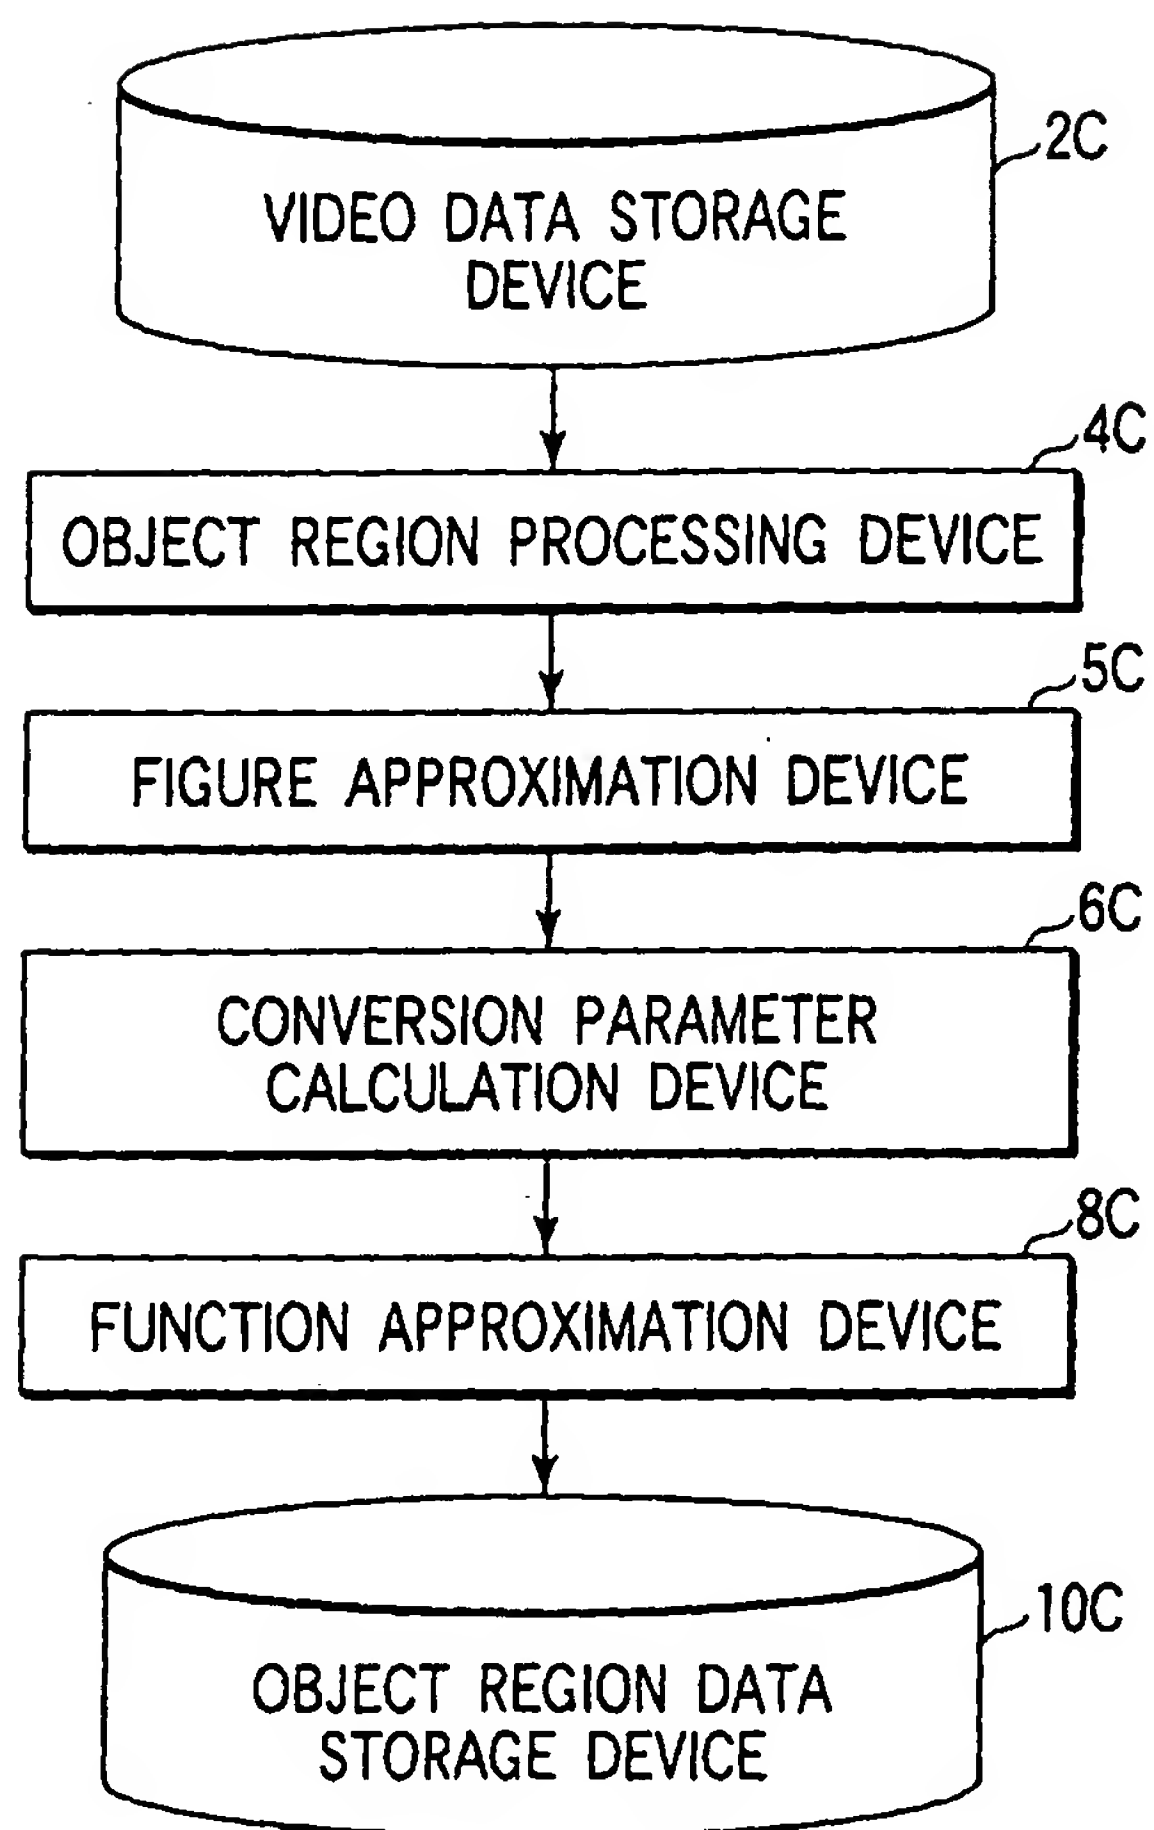 2C
VIDEO DATA STORAGE
DEVICE
4C
OBJECT REGION PROCESSING DEVICE
5C
FIGURE APPROXIMATION DEVICE
6C
CONVERSION PARAMETER
CALCULATION DEVICE
8C
FUNCTION APPROXIMATION DEVICE
10C
OBJECT REGION DATA
STORAGE DEVICE